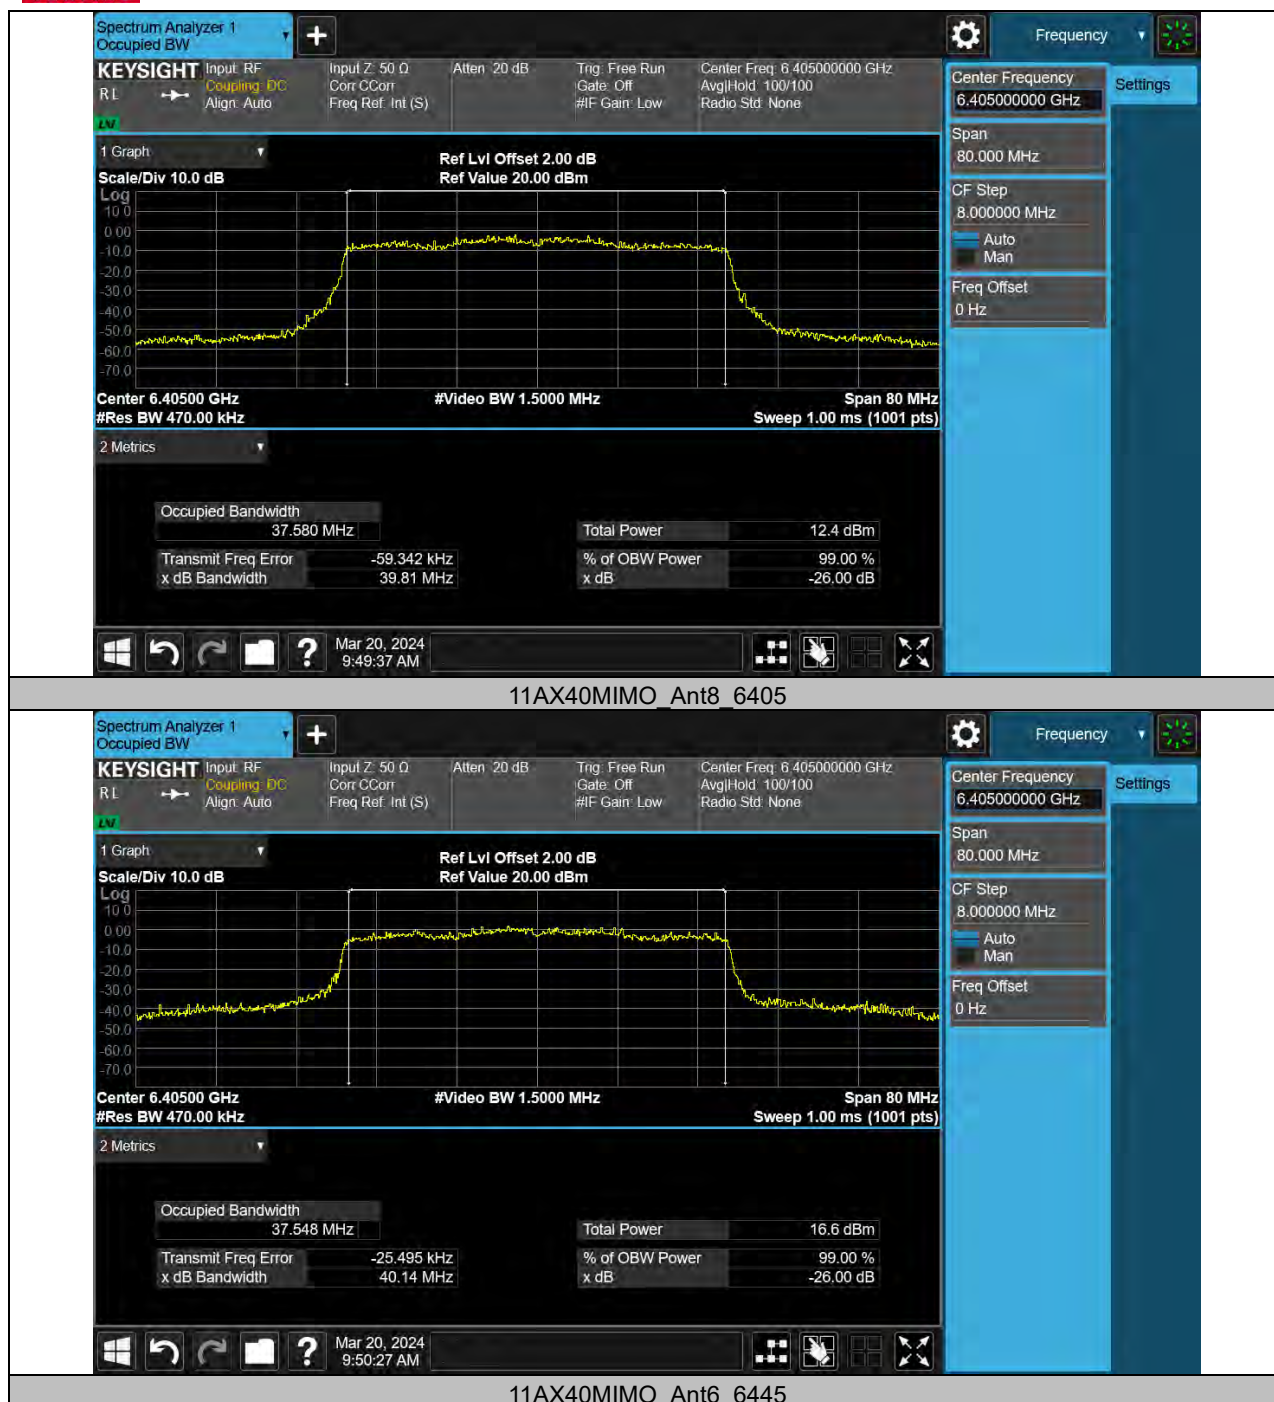 Spectrum Analyzer 1
Occupied BW
Frequency
KEYSIGHT
R L
LXI
Input: RF
Coupling: DC
Align: Auto
Input Z: 50 Ω
Corr CCorr
Freq Ref: Int (S)
Atten: 20 dB
Trig: Free Run
Gate: Off
#IF Gain: Low
Center Freq: 6.405000000 GHz
Avg|Hold: 100/100
Radio Std: None
Center Frequency
6.405000000 GHz
Settings
Span
80.000 MHz
CF Step
8.000000 MHz
Auto
Man
Freq Offset
0 Hz
1 Graph
Ref Lvl Offset 2.00 dB
Scale/Div 10.0 dB
Ref Value 20.00 dBm
Log
10.0
0.00
-10.0
-20.0
-30.0
-40.0
-50.0
-60.0
-70.0
Center 6.40500 GHz
#Video BW 1.5000 MHz
Span 80 MHz
#Res BW 470.00 kHz
Sweep 1.00 ms (1001 pts)
2 Metrics
Occupied Bandwidth
37.580 MHz
Total Power 12.4 dBm
Transmit Freq Error -59.342 kHz
% of OBW Power 99.00 %
x dB Bandwidth 39.81 MHz
x dB -26.00 dB
?
Mar 20, 2024
9:49:37 AM
11AX40MIMO_Ant8_6405
Spectrum Analyzer 1
Occupied BW
Frequency
KEYSIGHT
R L
LXI
Input: RF
Coupling: DC
Align: Auto
Input Z: 50 Ω
Corr CCorr
Freq Ref: Int (S)
Atten: 20 dB
Trig: Free Run
Gate: Off
#IF Gain: Low
Center Freq: 6.405000000 GHz
Avg|Hold: 100/100
Radio Std: None
Center Frequency
6.405000000 GHz
Settings
Span
80.000 MHz
CF Step
8.000000 MHz
Auto
Man
Freq Offset
0 Hz
1 Graph
Ref Lvl Offset 2.00 dB
Scale/Div 10.0 dB
Ref Value 20.00 dBm
Log
10.0
0.00
-10.0
-20.0
-30.0
-40.0
-50.0
-60.0
-70.0
Center 6.40500 GHz
#Video BW 1.5000 MHz
Span 80 MHz
#Res BW 470.00 kHz
Sweep 1.00 ms (1001 pts)
2 Metrics
Occupied Bandwidth
37.548 MHz
Total Power 16.6 dBm
Transmit Freq Error -25.495 kHz
% of OBW Power 99.00 %
x dB Bandwidth 40.14 MHz
x dB -26.00 dB
?
Mar 20, 2024
9:50:27 AM
11AX40MIMO_Ant6_6445